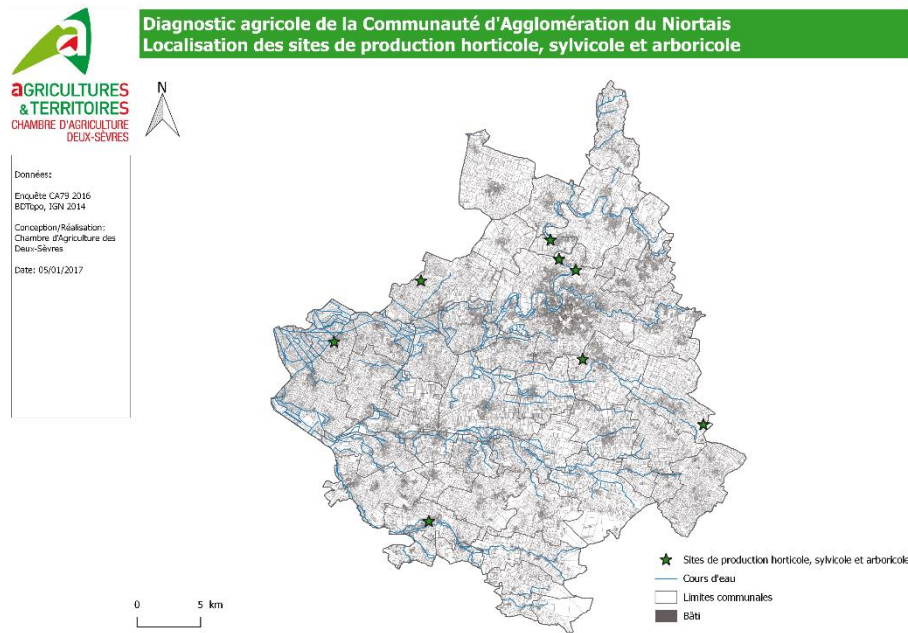 Diagnostic agricole de la Communauté d'Agglomération du Niortais
Localisation des sites de production horticole, sylvicole et arboricole
aGRICULTURES
& TERRITOIRES
CHAMBRE D'AGRICULTURE
DEUX-SÈVRES
N
Données:
Enquête CA79 2016
BDTopo, IGN 2014
Conception/Réalisation:
Chambre d'Agriculture des
Deux-Sèvres
Date: 05/01/2017
Sites de production horticole, sylvicole et arboricole
Cours d'eau
Limites communales
Bâti
0 5 km